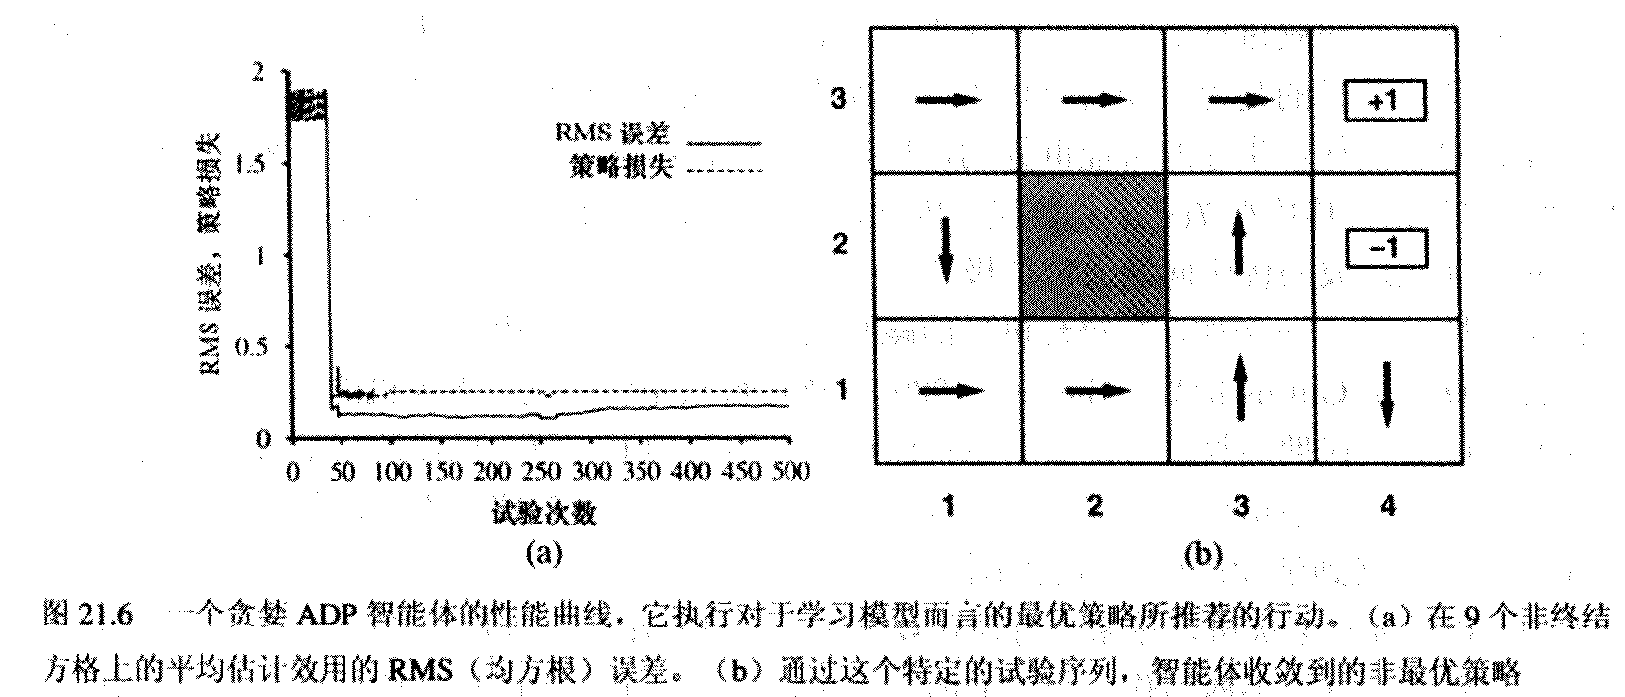 2
1.5
1
0.5
0
RMS 误差，策略损失
RMS 误差
策略损失
0 50 100 150 200 250 300 350 400 450 500
试验次数
(a)
3
+1
2
−1
1
1 2 3 4
(b)
图 21.6 一个贪婪 ADP 智能体的性能曲线，它执行对于学习模型而言的最优策略所推荐的行动。（a）在 9 个非终结
方格上的平均估计效用的 RMS（均方根）误差。（b）通过这个特定的试验序列，智能体收敛到的非最优策略